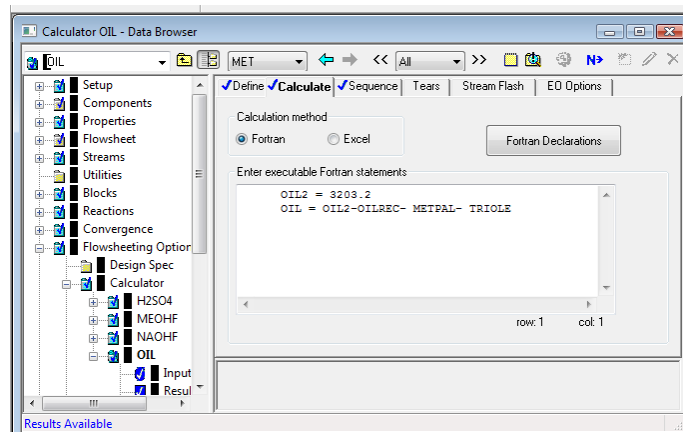 Calculator OIL - Data Browser
OIL MET << All >> N>
Setup
Components
Properties
Flowsheet
Streams
Utilities
Blocks
Reactions
Convergence
Flowsheeting Option
Design Spec
Calculator
H2SO4
MEOHF
NAOHF
OIL
Input
Resul
Define Calculate Sequence Tears Stream Flash EO Options
Calculation method
Fortran Excel
Fortran Declarations
Enter executable Fortran statements
OIL2 = 3203.2
OIL = OIL2-OILREC- METPAL- TRIOLE
row: 1 col: 1
Results Available